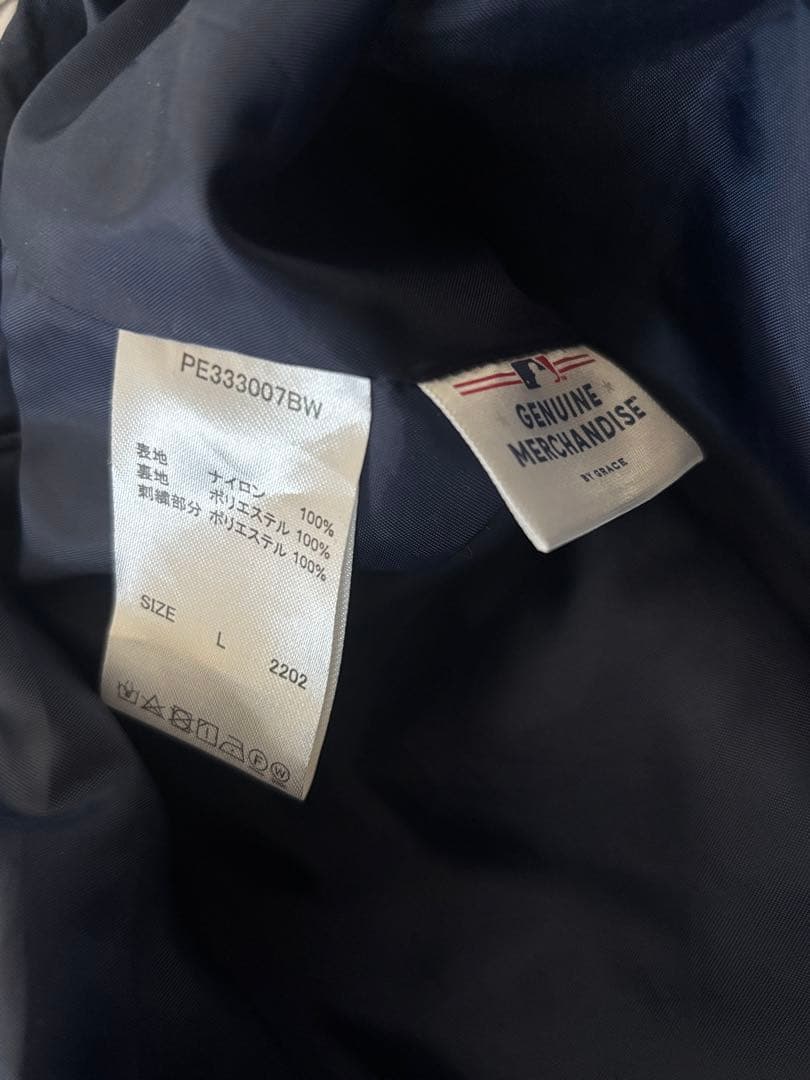 PE333007BW
表地 ナイロン 100%
裏地 ポリエステル 100%
刺繍部分 ポリエステル 100%
SIZE L 2202
F W
GENUINE
MERCHANDISE
BY GRACE